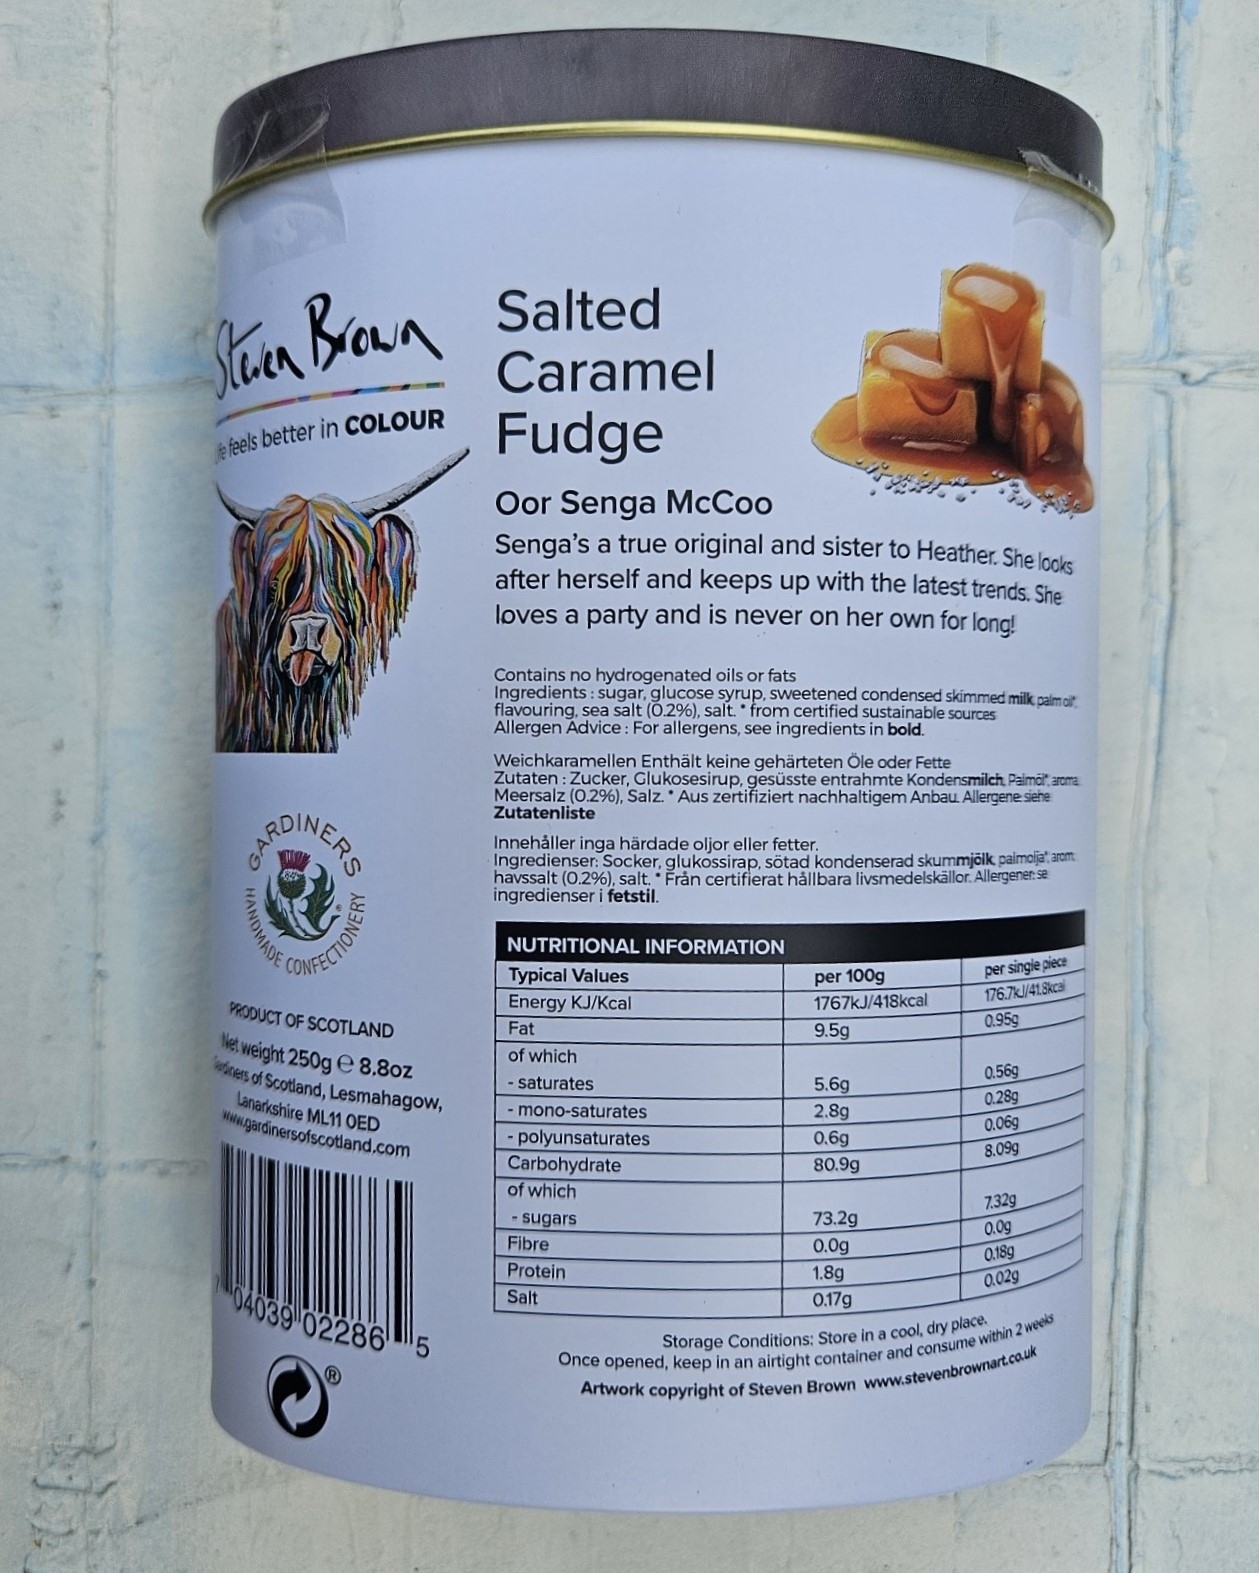 Steven Brown
Life feels better in COLOUR
GARDINERS
HANDMADE CONFECTIONERY
®
PRODUCT OF SCOTLAND
Net weight 250g ℮ 8.8oz
Gardiners of Scotland, Lesmahagow,
Lanarkshire ML11 0ED
www.gardinersofscotland.com
7 04039 02286 5
®
Salted
Caramel
Fudge
Oor Senga McCoo
Senga's a true original and sister to Heather. She looks
after herself and keeps up with the latest trends. She
loves a party and is never on her own for long!
Contains no hydrogenated oils or fats
Ingredients : sugar, glucose syrup, sweetened condensed skimmed milk, palm oil*,
flavouring, sea salt (0.2%), salt. * from certified sustainable sources
Allergen Advice : For allergens, see ingredients in bold.
Weichkaramellen Enthält keine gehärteten Öle oder Fette
Zutaten : Zucker, Glukosesirup, gesüsste entrahmte Kondensmilch, Palmöl*, aroma,
Meersalz (0.2%), Salz. * Aus zertifiziert nachhaltigem Anbau. Allergene: siehe
Zutatenliste
Innehåller inga härdade oljor eller fetter.
Ingredienser: Socker, glukossirap, sötad kondenserad skummjölk, palmolja*, arom,
havssalt (0.2%), salt. * Från certifierat hållbara livsmedelskällor. Allergener: se
ingredienser i fetstil.
NUTRITIONAL INFORMATION
Typical Values per 100g per single piece
Energy KJ/Kcal 1767kJ/418kcal 176.7kJ/41.8kcal
Fat 9.5g 0.95g
of which
- saturates 5.6g 0.56g
- mono-saturates 2.8g 0.28g
- polyunsaturates 0.6g 0.06g
Carbohydrate 80.9g 8.09g
of which
- sugars 73.2g 7.32g
Fibre 0.0g 0.0g
Protein 1.8g 0.18g
Salt 0.17g 0.02g
Storage Conditions: Store in a cool, dry place.
Once opened, keep in an airtight container and consume within 2 weeks
Artwork copyright of Steven Brown www.stevenbrownart.co.uk